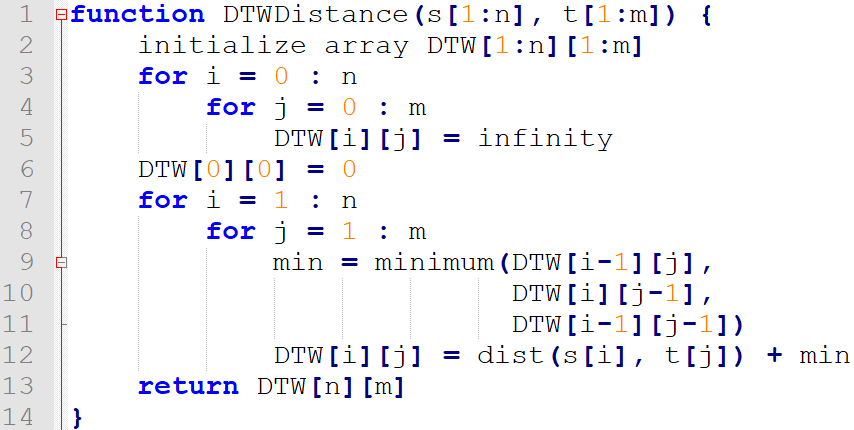 1 function DTWDistance(s[1:n], t[1:m]) {
2     initialize array DTW[1:n][1:m]
3     for i = 0 : n
4         for j = 0 : m
5             DTW[i][j] = infinity
6     DTW[0][0] = 0
7     for i = 1 : n
8         for j = 1 : m
9             min = minimum(DTW[i-1][j],
10                           DTW[i][j-1],
11                           DTW[i-1][j-1])
12             DTW[i][j] = dist(s[i], t[j]) + min
13     return DTW[n][m]
14 }